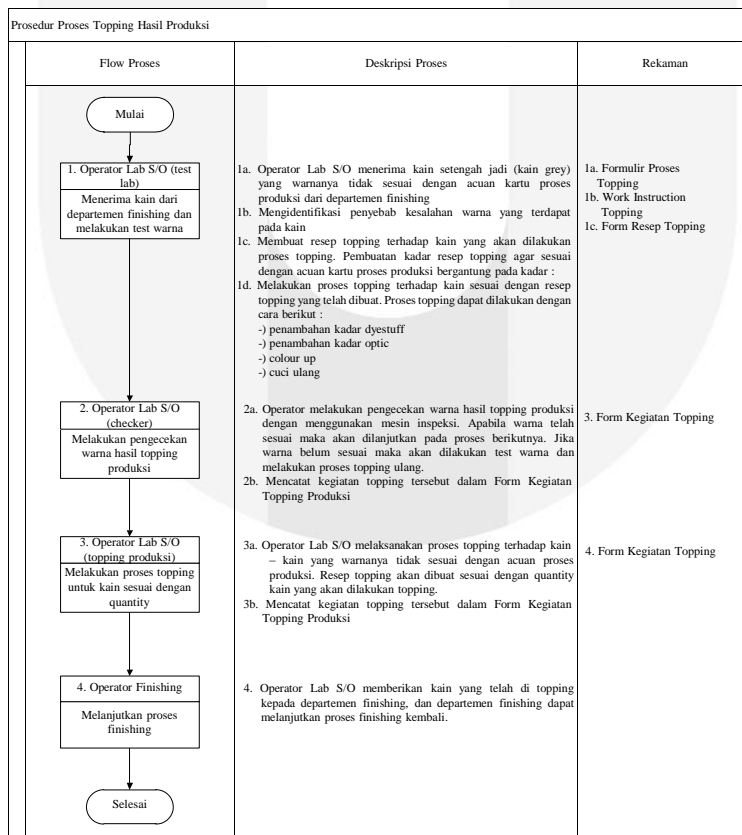 Prosedur Proses Topping Hasil Produksi
Flow Proses
Deskripsi Proses
Rekaman
Mulai
1. Operator Lab S/O (test
lab)
Menerima kain dari
departemen finishing dan
melakukan test warna
1a. Operator Lab S/O menerima kain setengah jadi (kain grey)
yang warnanya tidak sesuai dengan acuan kartu proses
produksi dari departemen finishing
1b. Mengidentifikasi penyebab kesalahan warna yang terdapat
pada kain
1c. Membuat resep topping terhadap kain yang akan dilakukan
proses topping. Pembuatan kadar resep topping agar sesuai
dengan acuan kartu proses produksi bergantung pada kadar :
1d. Melakukan proses topping terhadap kain sesuai dengan resep
topping yang telah dibuat. Proses topping dapat dilakukan dengan
cara berikut :
-) penambahan kadar dyestuff
-) penambahan kadar optic
-) colour up
-) cuci ulang
1a. Formulir Proses
Topping
1b. Work Instruction
Topping
1c. Form Resep Topping
2. Operator Lab S/O
(checker)
Melakukan pengecekan
warna hasil topping
produksi
2a. Operator melakukan pengecekan warna hasil topping produksi
dengan menggunakan mesin inspeksi. Apabila warna telah
sesuai maka akan dilanjutkan pada proses berikutnya. Jika
warna belum sesuai maka akan dilakukan test warna dan
melakukan proses topping ulang.
2b. Mencatat kegiatan topping tersebut dalam Form Kegiatan
Topping Produksi
3. Form Kegiatan Topping
3. Operator Lab S/O
(topping produksi)
Melakukan proses topping
untuk kain sesuai dengan
quantity
3a. Operator Lab S/O melaksanakan proses topping terhadap kain
– kain yang warnanya tidak sesuai dengan acuan proses
produksi. Resep topping akan dibuat sesuai dengan quantity
kain yang akan dilakukan topping.
3b. Mencatat kegiatan topping tersebut dalam Form Kegiatan
Topping Produksi
4. Form Kegiatan Topping
4. Operator Finishing
Melanjutkan proses
finishing
4. Operator Lab S/O memberikan kain yang telah di topping
kepada departemen finishing, dan departemen finishing dapat
melanjutkan proses finishing kembali.
Selesai